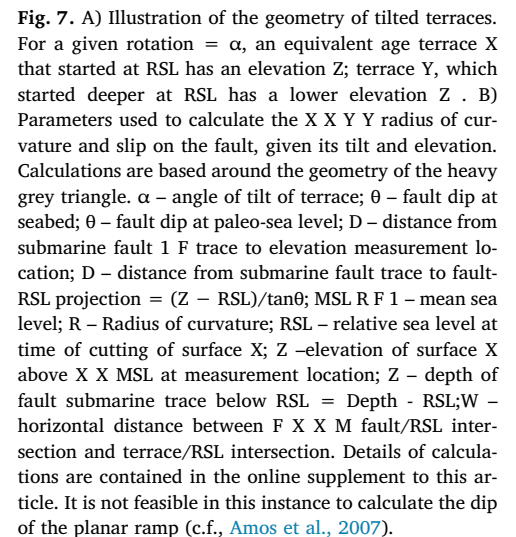 Fig. 7. A) Illustration of the geometry of tilted terraces.
For a given rotation = α, an equivalent age terrace X
that started at RSL has an elevation Z; terrace Y, which
started deeper at RSL has a lower elevation Z . B)
Parameters used to calculate the X X Y Y radius of cur-
vature and slip on the fault, given its tilt and elevation.
Calculations are based around the geometry of the heavy
grey triangle. α – angle of tilt of terrace; θ – fault dip at
seabed; θ – fault dip at paleo-sea level; D – distance from
submarine fault 1 F trace to elevation measurement lo-
cation; D – distance from submarine fault trace to fault-
RSL projection = (Z − RSL)/tanθ; MSL R F 1 – mean sea
level; R – Radius of curvature; RSL – relative sea level at
time of cutting of surface X; Z –elevation of surface X
above X X MSL at measurement location; Z – depth of
fault submarine trace below RSL = Depth - RSL;W –
horizontal distance between F X X M fault/RSL inter-
section and terrace/RSL intersection. Details of calcula-
tions are contained in the online supplement to this ar-
ticle. It is not feasible in this instance to calculate the dip
of the planar ramp (c.f., Amos et al., 2007).